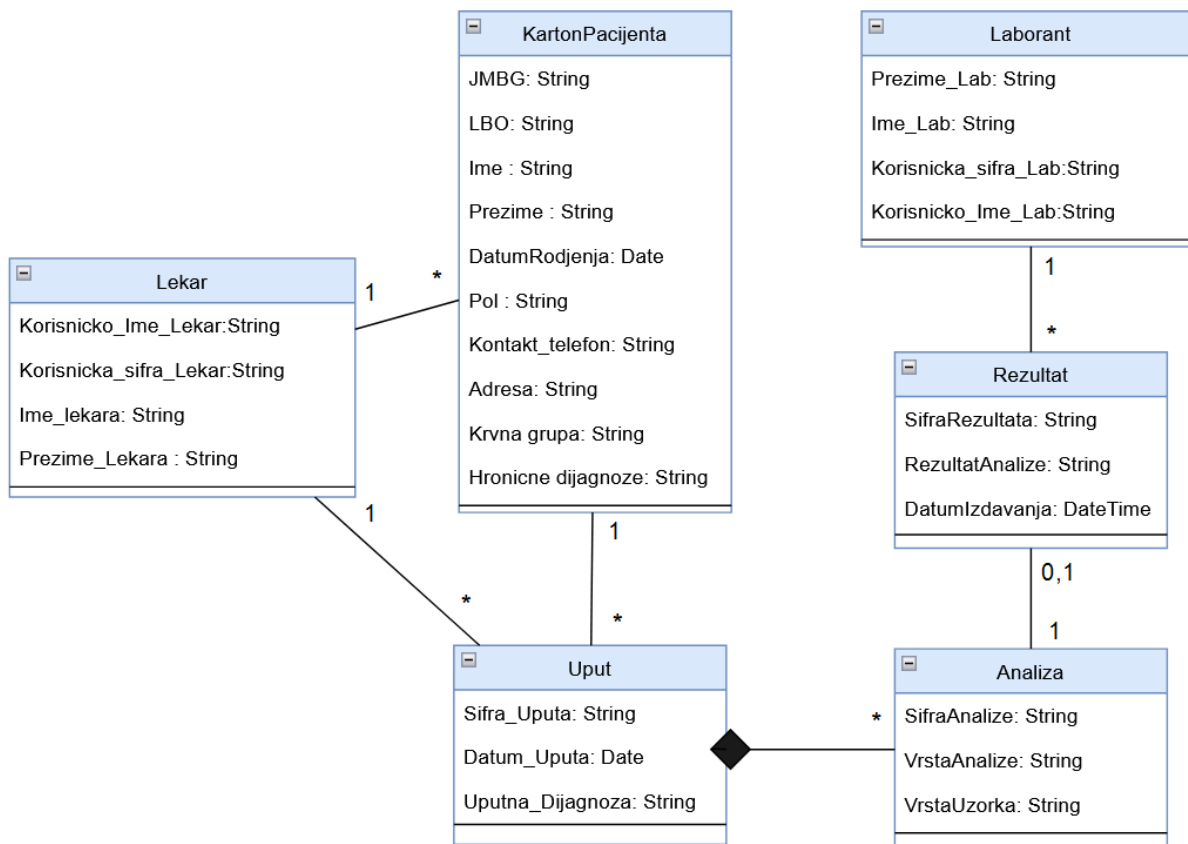 KartonPacijenta
JMBG: String
LBO: String
Ime : String
Prezime : String
DatumRodjenja: Date
Pol : String
Kontakt_telefon: String
Adresa: String
Krvna grupa: String
Hronicne dijagnoze: String
Laborant
Prezime_Lab: String
Ime_Lab: String
Korisnicka_sifra_Lab:String
Korisnicko_Ime_Lab:String
Lekar
Korisnicko_Ime_Lekar:String
Korisnicka_sifra_Lekar:String
Ime_lekara: String
Prezime_Lekara : String
1
*
1
*
1
*
1
*
Rezultat
SifraRezultata: String
RezultatAnalize: String
DatumIzdavanja: DateTime
0,1
1
Uput
Sifra_Uputa: String
Datum_Uputa: Date
Uputna_Dijagnoza: String
*
Analiza
SifraAnalize: String
VrstaAnalize: String
VrstaUzorka: String